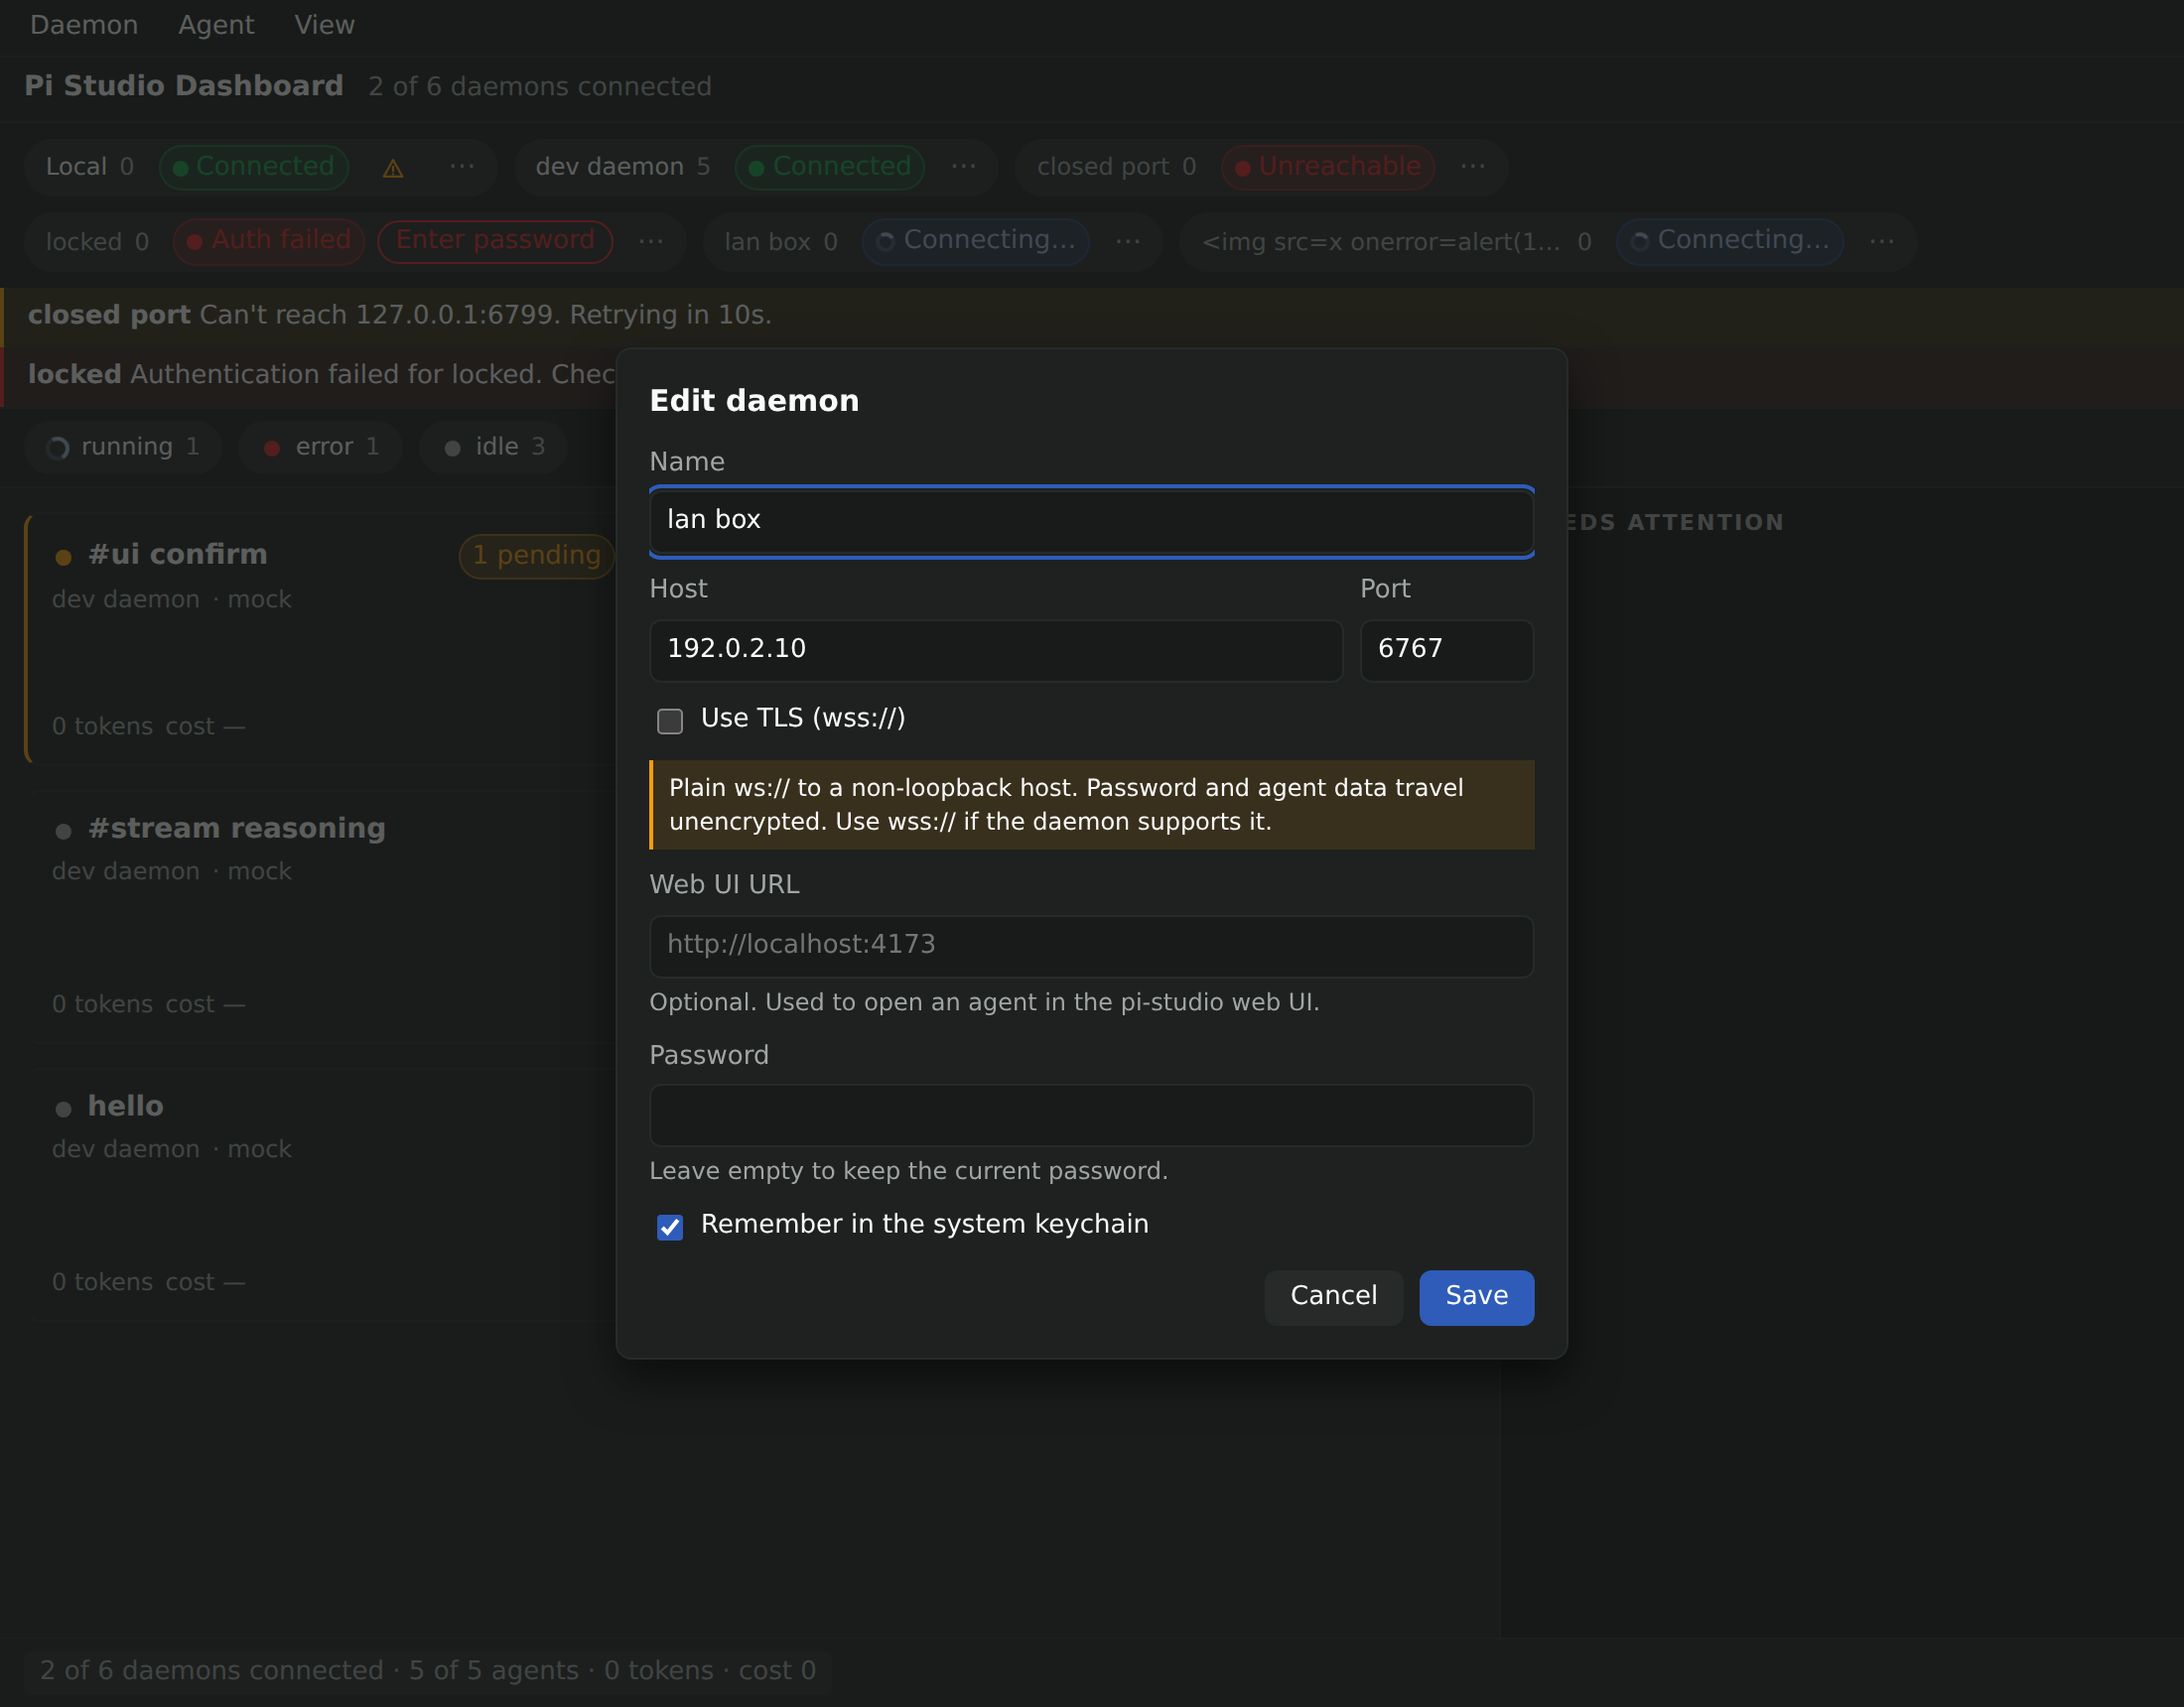 Daemon Agent View
Pi Studio Dashboard 2 of 6 daemons connected
Local 0 Connected ⚠ ··· dev daemon 5 Connected ··· closed port 0 Unreachable ···
locked 0 Auth failed Enter password ··· lan box 0 Connecting… ··· <img src=x onerror=alert(1… 0 Connecting… ···
closed port Can't reach 127.0.0.1:6799. Retrying in 10s.
locked Authentication failed for locked.
running 1 error 1 idle 3
ATTENTION
#ui confirm 1 pending
dev daemon · mock
0 tokens cost —
#stream reasoning
dev daemon · mock
0 tokens cost —
hello
dev daemon · mock
0 tokens cost —
Edit daemon
Name
lan box
Host Port
192.0.2.10 6767
Use TLS (wss://)
Plain ws:// to a non-loopback host. Password and agent data travel
unencrypted. Use wss:// if the daemon supports it.
Web UI URL
http://localhost:4173
Optional. Used to open an agent in the pi-studio web UI.
Password
Leave empty to keep the current password.
Remember in the system keychain
Cancel Save
2 of 6 daemons connected · 5 of 5 agents · 0 tokens · cost 0